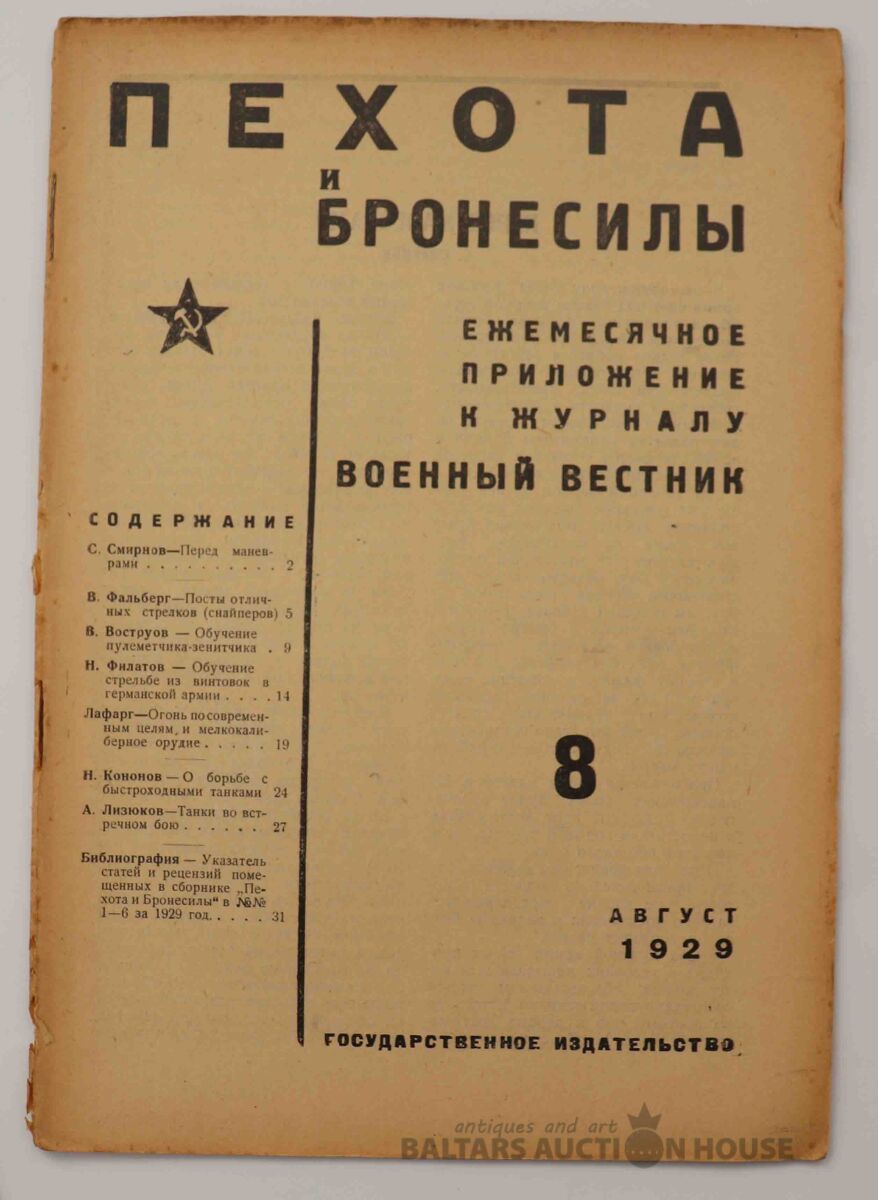 ПЕХОТА
И
БРОНЕСИЛЫ
ЕЖЕМЕСЯЧНОЕ
ПРИЛОЖЕНИЕ
К ЖУРНАЛУ
ВОЕННЫЙ ВЕСТНИК
СОДЕРЖАНИЕ
С. Смирнов—Перед манев-
рами . . . . . . . . . . 2
В. Фальберг—Посты отлич-
ных стрелков (снайперов) 5
В. Вострyов — Обучение
пулеметчика-зенитчика . 9
Н. Филатов — Обучение
стрельбе из винтовок в
германской армии . . . . 14
Лафарг—Огонь по современ-
ным целям и мелкокали-
берное орудие . . . . . 19
Н. Кононов — О борьбе с
быстроходными танками 24
А. Лизюков—Танки во вст-
речном бою . . . . . . 27
Библиография — Указатель
статей и рецензий поме-
щенных в сборнике „Пе-
хота и Бронесилы“ в №№
1—6 за 1929 год. . . . . 31
8
АВГУСТ
1929
ГОСУДАРСТВЕННОЕ ИЗДАТЕЛЬСТВО
antiques and art
BALTARS AUCTION HOUSE